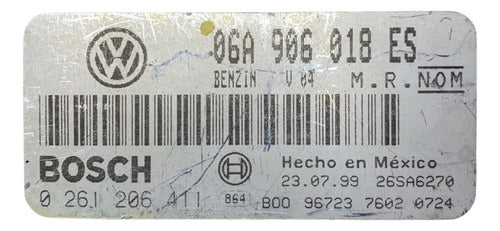 06A 906 018 ES
BENZIN V 04 M.R.NOM
BOSCH
Hecho en México
23.07.99 26SA6270
0 261 206 411 864 B00 96723 7602 0724